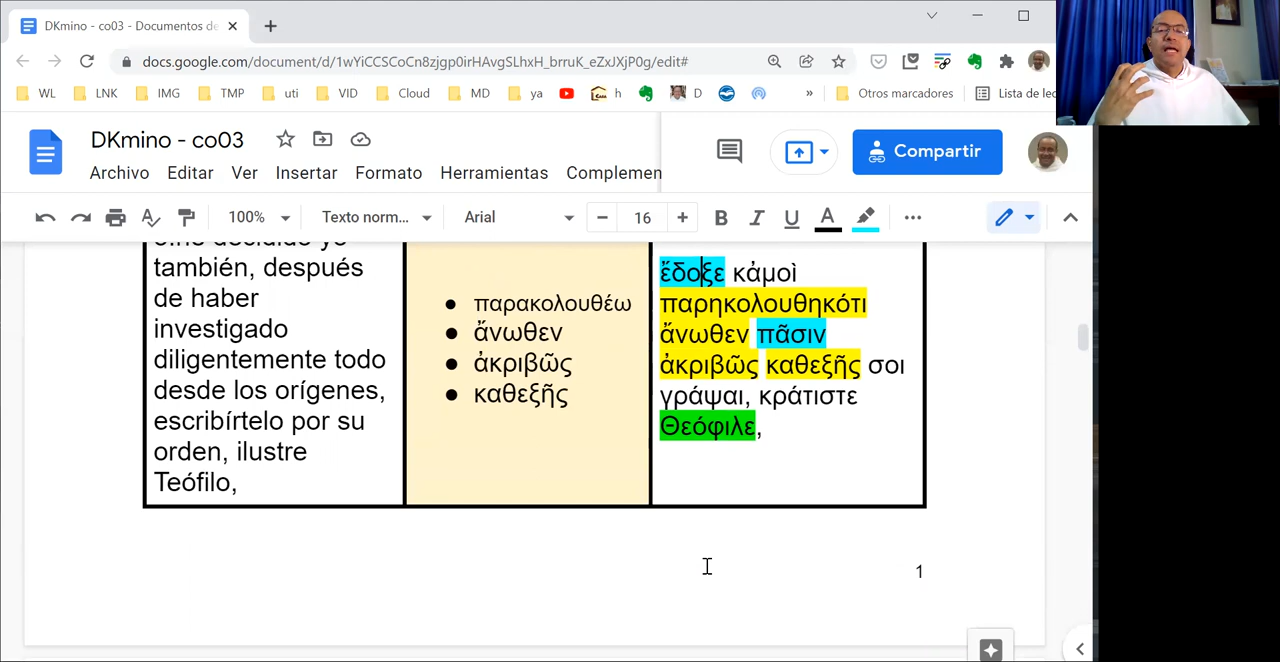 DKmino - co03 - Documentos de
docs.google.com/document/d/1wYiCCSCoCn8zjgp0irHAvgSLhxH_brruK_eZxJXjP0g/edit#
WL LNK IMG TMP uti VID Cloud MD ya h D » Otros marcadores Lista de lec
DKmino - co03
Archivo Editar Ver Insertar Formato Herramientas Complemen
Compartir
100% Texto norm... Arial 16 B I U A
también, después
de haber
investigado
diligentemente todo
desde los orígenes,
escribírtelo por su
orden, ilustre
Teófilo,
παρακολουθέω
ἄνωθεν
ἀκριβῶς
καθεξῆς
ἔδοξε κἀμοὶ
παρηκολουθηκότι
ἄνωθεν πᾶσιν
ἀκριβῶς καθεξῆς σοι
γράψαι, κράτιστε
Θεόφιλε,
1